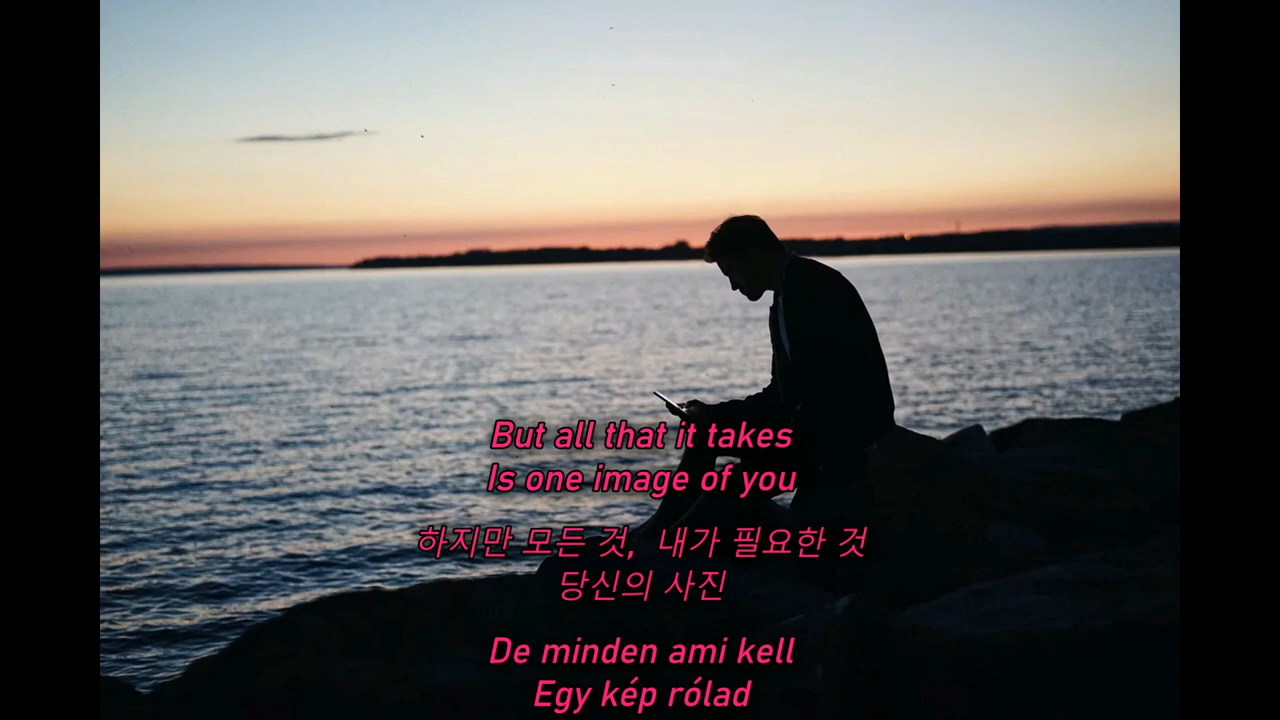 But all that it takes
Is one image of you
하지만 모든 것, 내가 필요한 것
당신의 사진
De minden ami kell
Egy kép rólad